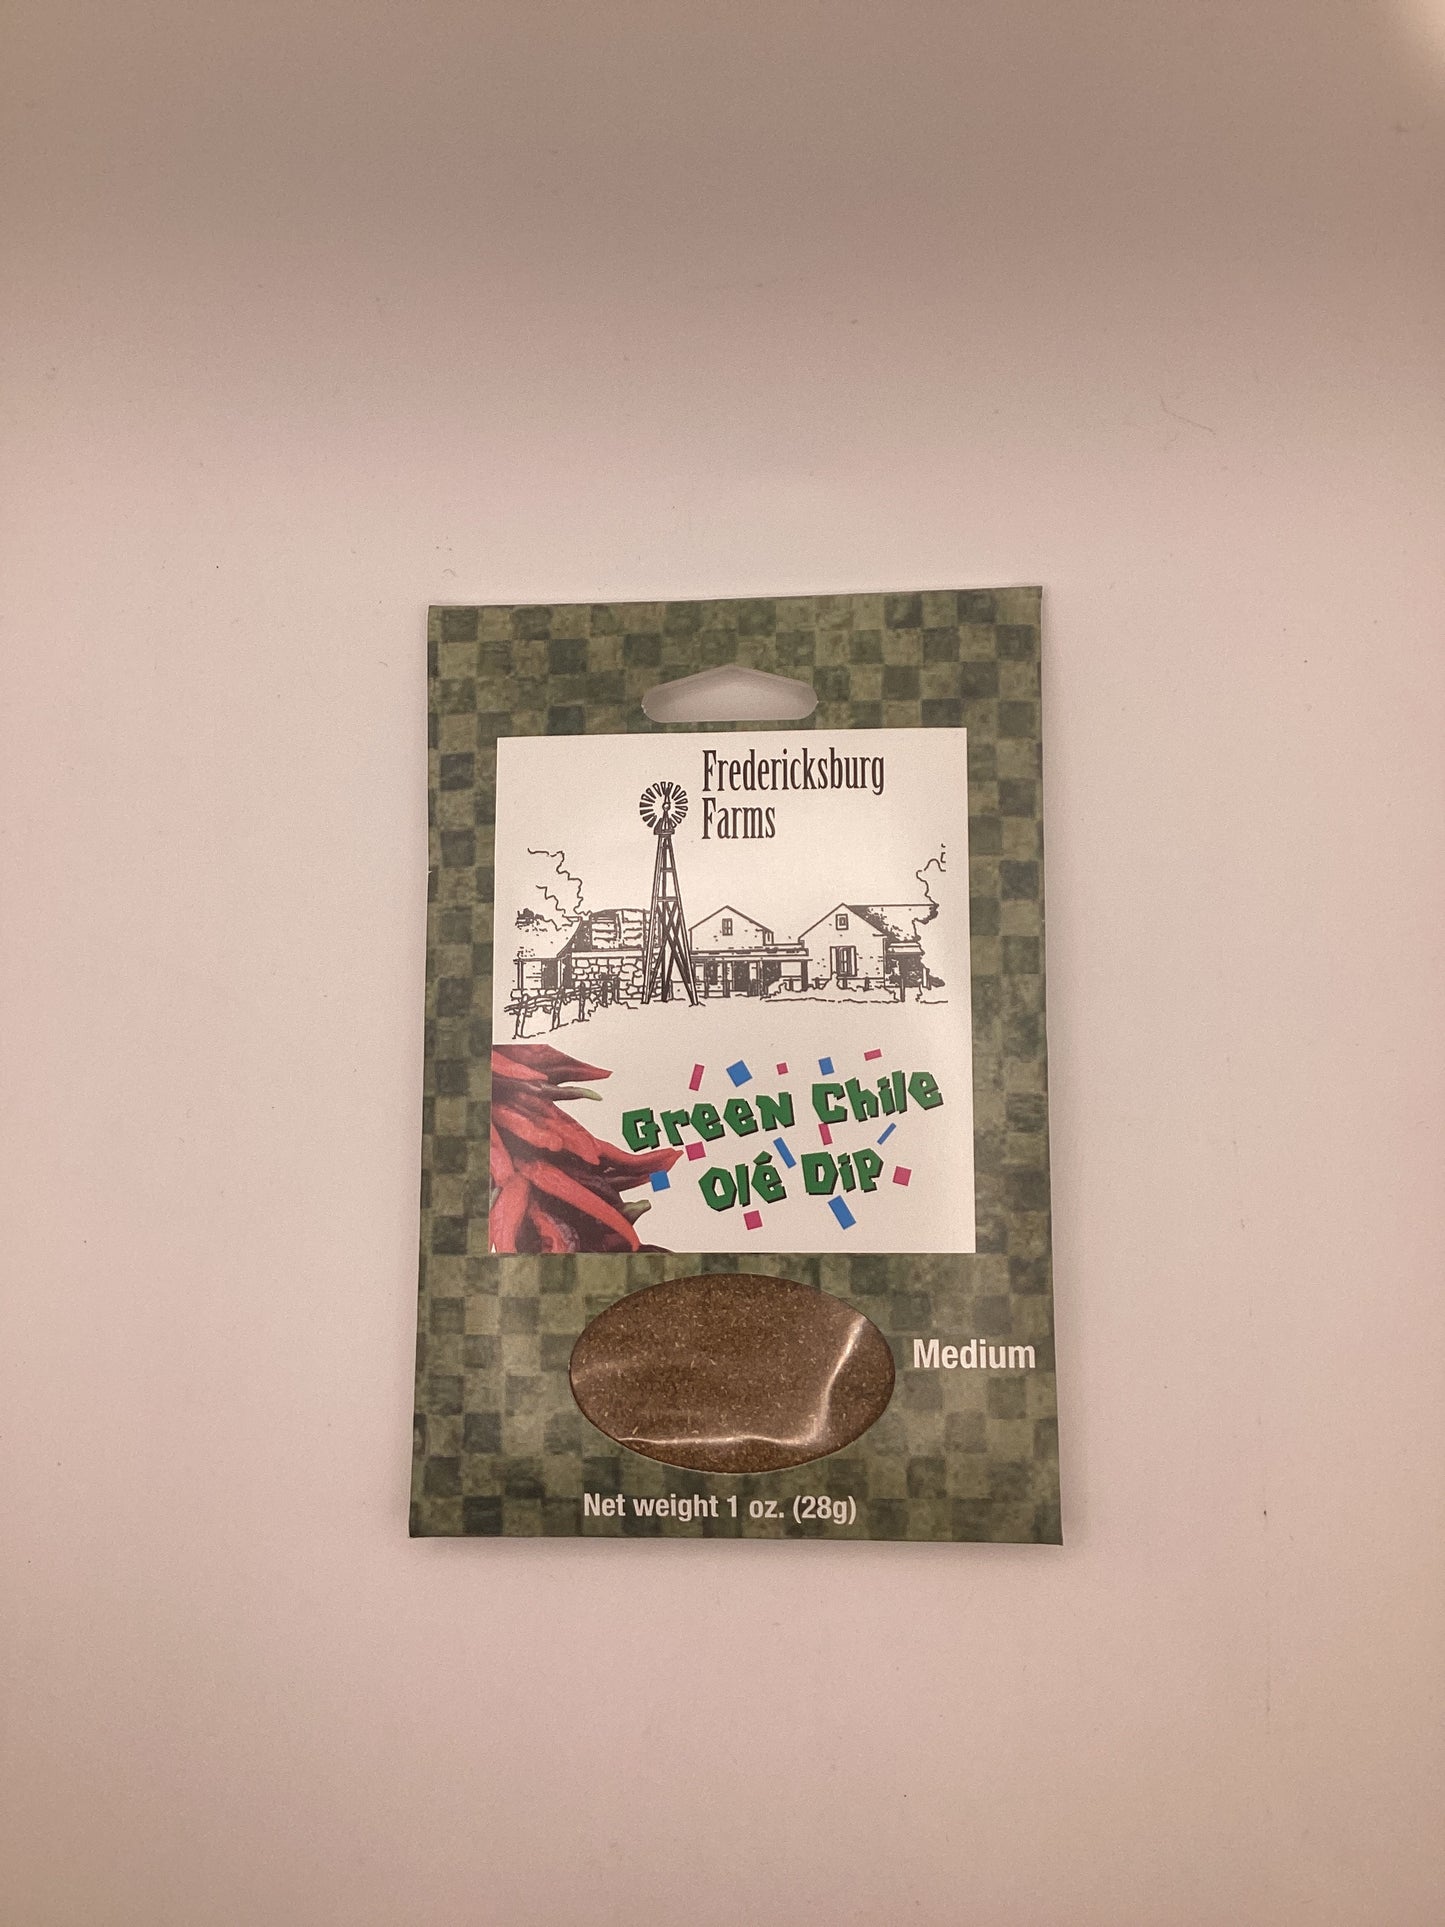 Fredericksburg
Farms
Green Chile
Olé Dip
Medium
Net weight 1 oz. (28g)